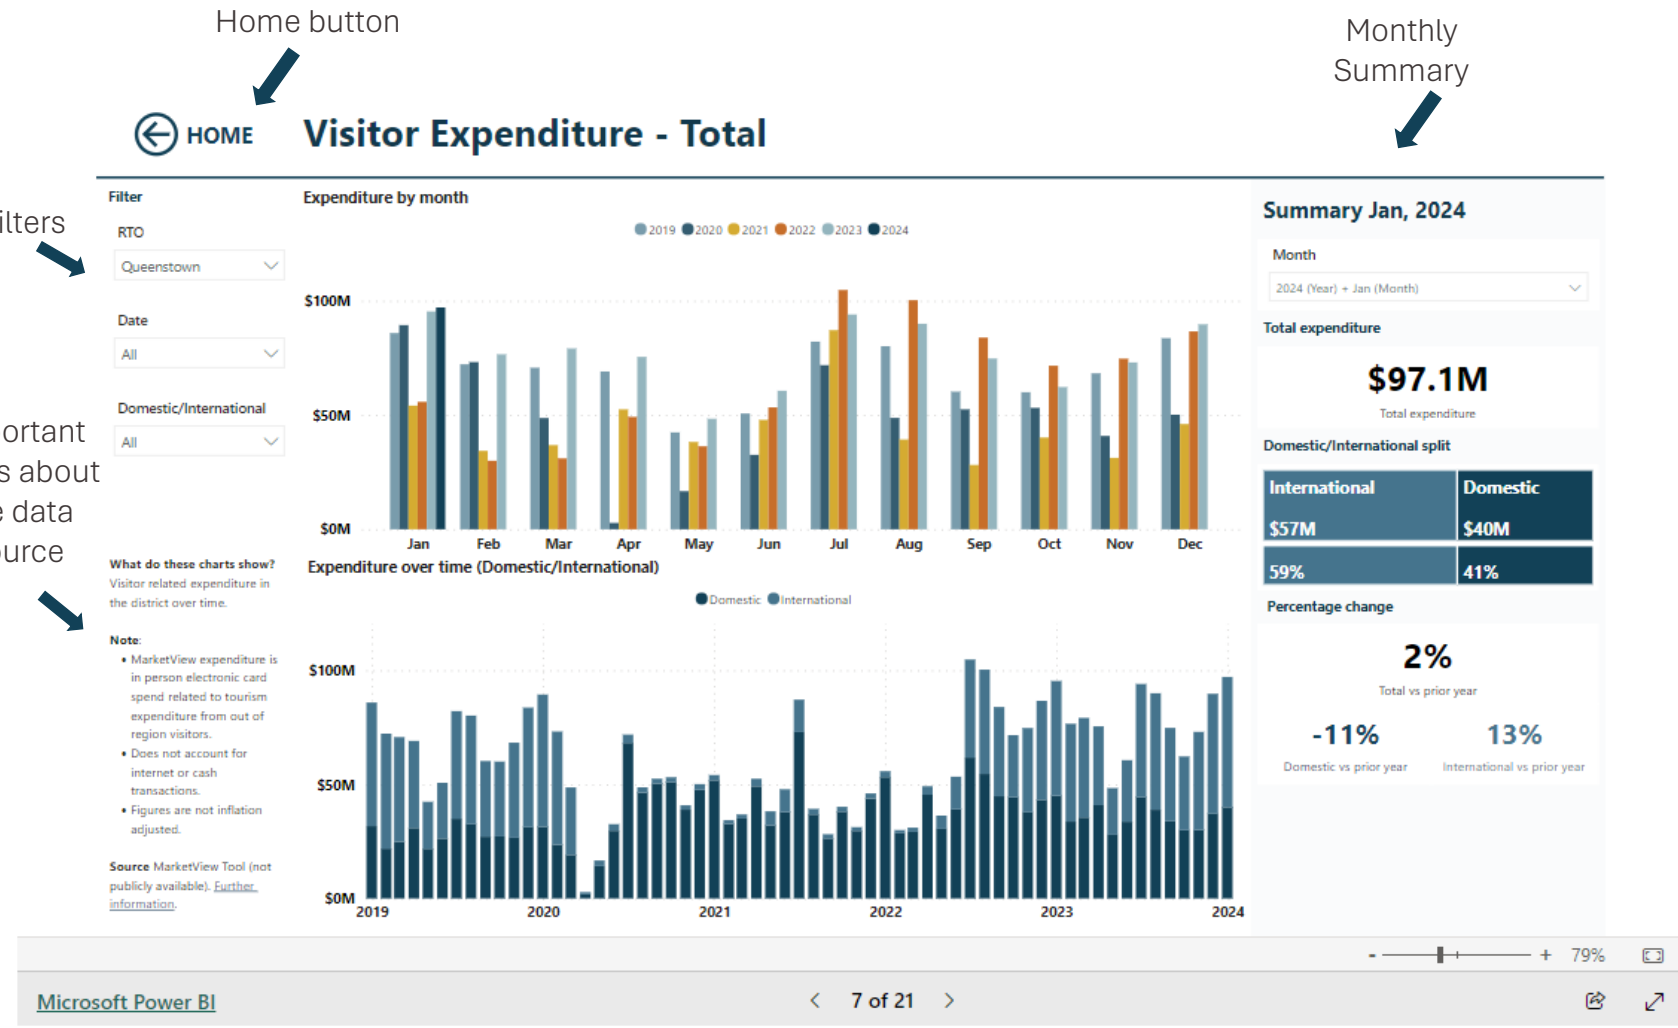 Home button
Monthly
Summary
HOME
Visitor Expenditure - Total
ilters
ortant
s about
e data
urce
Filter
RTO
Queenstown
Date
All
Domestic/International
All
What do these charts show?
Visitor related expenditure in
the district over time.
Note:
• MarketView expenditure is
in person electronic card
spend related to tourism
expenditure from out of
region visitors.
• Does not account for
internet or cash
transactions.
• Figures are not inflation
adjusted.
Source MarketView Tool (not
publicly available). Further
information.
Expenditure by month
2019 2020 2021 2022 2023 2024
$100M
$50M
$0M
Jan Feb Mar Apr May Jun Jul Aug Sep Oct Nov Dec
Expenditure over time (Domestic/International)
Domestic International
$100M
$50M
$0M
2019 2020 2021 2022 2023 2024
Summary Jan, 2024
Month
2024 (Year) + Jan (Month)
Total expenditure
$97.1M
Total expenditure
Domestic/International split
International Domestic
$57M $40M
59% 41%
Percentage change
2%
Total vs prior year
-11% 13%
Domestic vs prior year International vs prior year
- + 79%
Microsoft Power BI
< 7 of 21 >